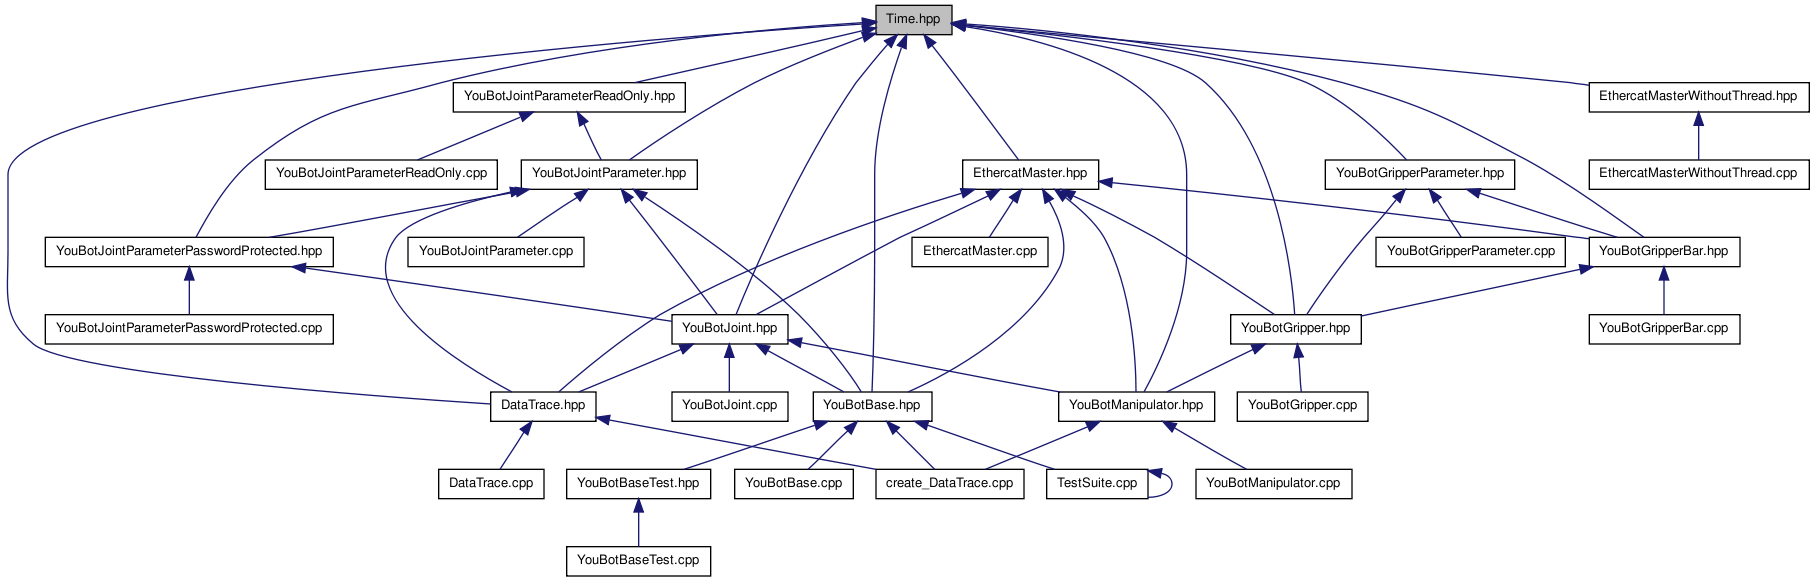 Time.hpp
YouBotJointParameterReadOnly.hpp
EthercatMasterWithoutThread.hpp
YouBotJointParameterReadOnly.cpp
YouBotJointParameter.hpp
EthercatMaster.hpp
YouBotGripperParameter.hpp
EthercatMasterWithoutThread.cpp
YouBotJointParameterPasswordProtected.hpp
YouBotJointParameter.cpp
EthercatMaster.cpp
YouBotGripperParameter.cpp
YouBotGripperBar.hpp
YouBotJointParameterPasswordProtected.cpp
YouBotJoint.hpp
YouBotGripper.hpp
YouBotGripperBar.cpp
DataTrace.hpp
YouBotJoint.cpp
YouBotBase.hpp
YouBotManipulator.hpp
YouBotGripper.cpp
DataTrace.cpp
YouBotBaseTest.hpp
YouBotBase.cpp
create_DataTrace.cpp
TestSuite.cpp
YouBotManipulator.cpp
YouBotBaseTest.cpp